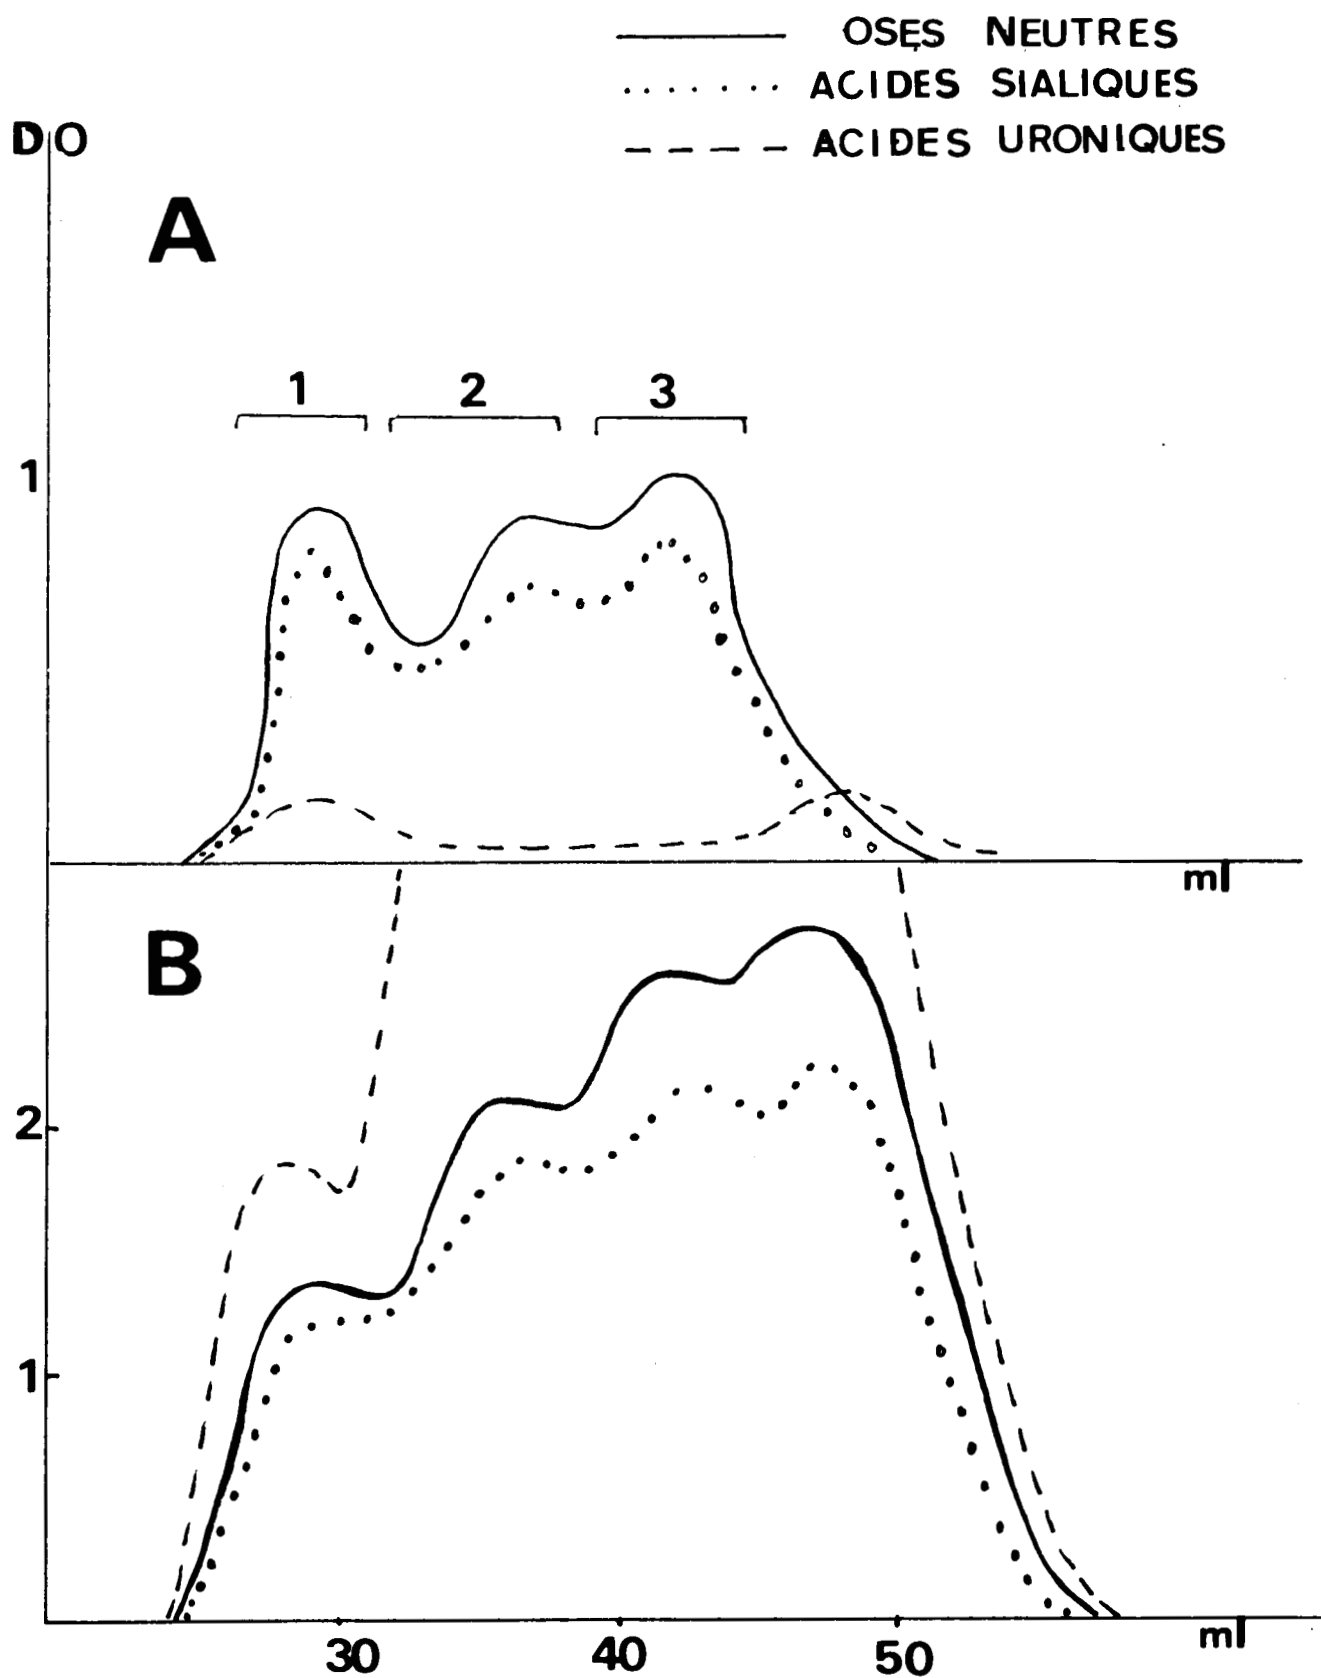 OSES NEUTRES
ACIDES SIALIQUES
ACIDES URONIQUES
DO
A
1 2 3
1
ml
B
2
1
30 40 50 ml